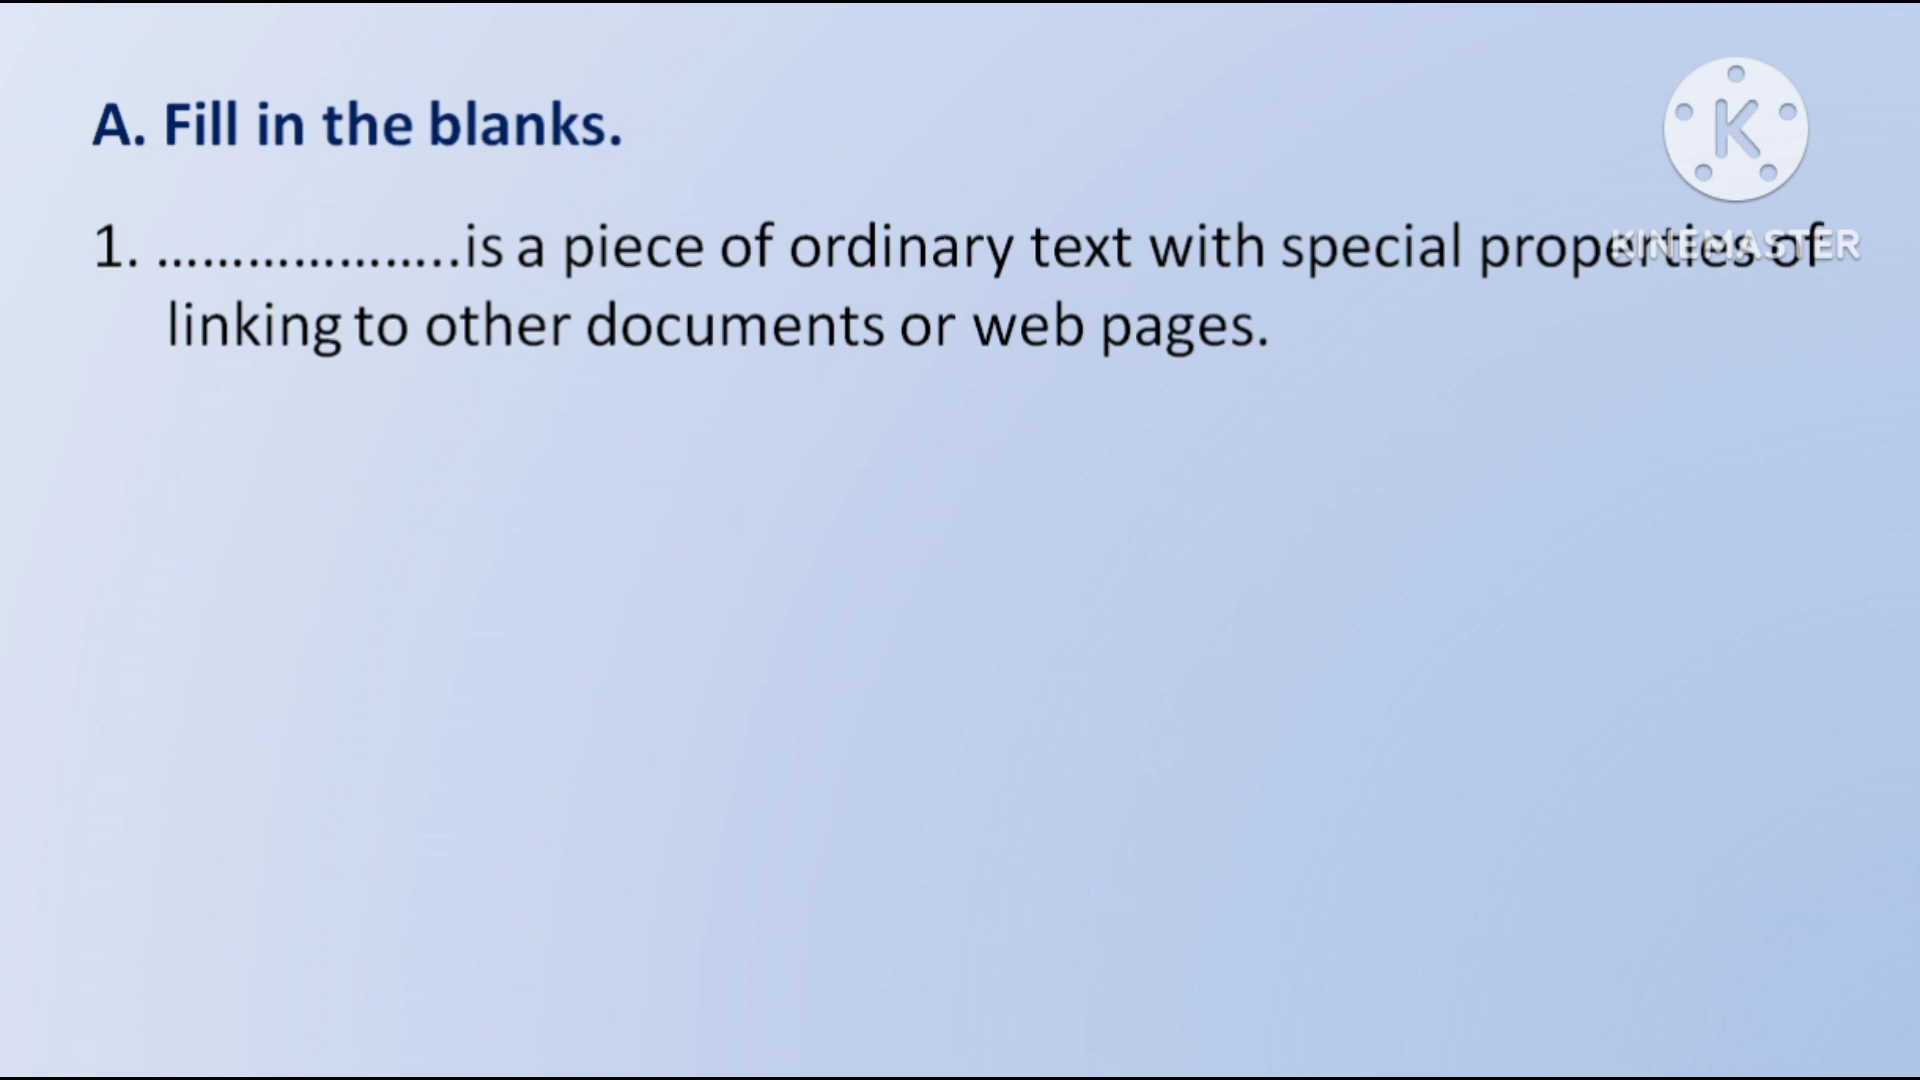 A. Fill in the blanks.
K
KINEMASTER
1. ………………..is a piece of ordinary text with special properties of
linking to other documents or web pages.